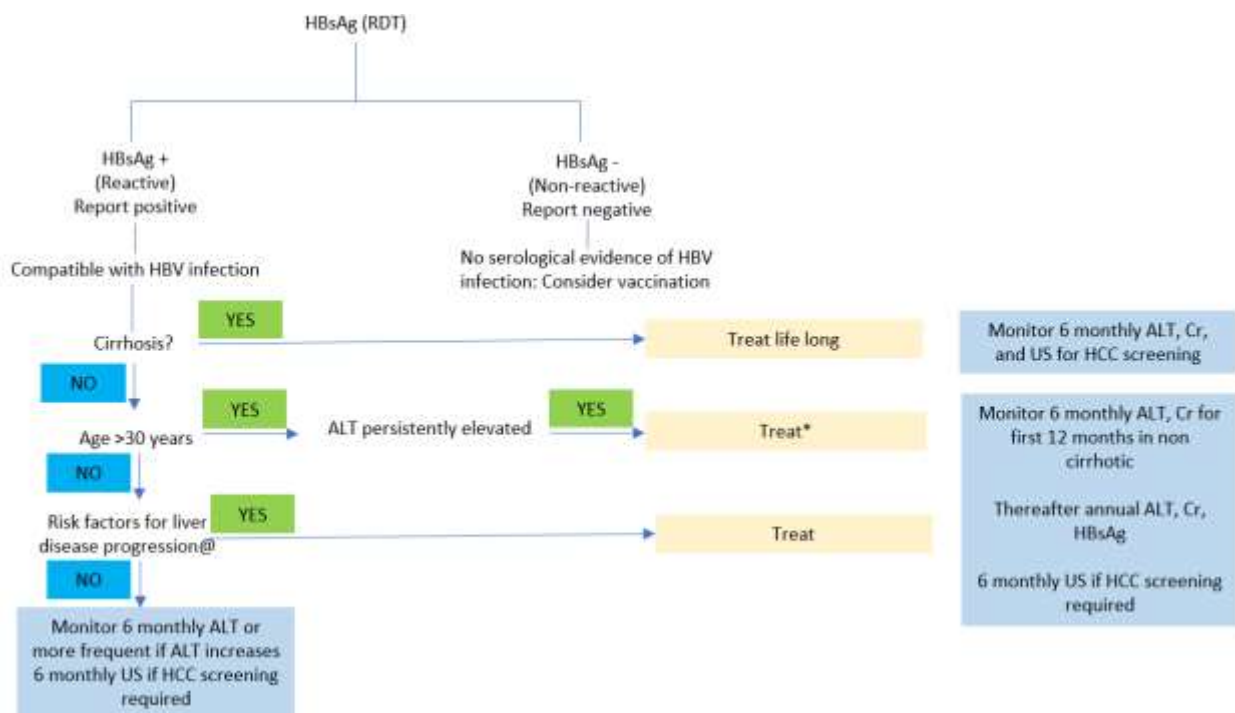 HBsAg (RDT)
HBsAg +
(Reactive)
Report positive
HBsAg -
(Non-reactive)
Report negative
Compatible with HBV infection
No serological evidence of HBV
infection: Consider vaccination
Cirrhosis?
YES
Treat life long
Monitor 6 monthly ALT, Cr,
and US for HCC screening
NO
Age >30 years
YES
ALT persistently elevated
YES
Treat*
Monitor 6 monthly ALT, Cr for
first 12 months in non
cirrhotic
Thereafter annual ALT, Cr,
HBsAg
6 monthly US if HCC screening
required
NO
Risk factors for liver
disease progression@
YES
Treat
NO
Monitor 6 monthly ALT or
more frequent if ALT increases
6 monthly US if HCC screening
required